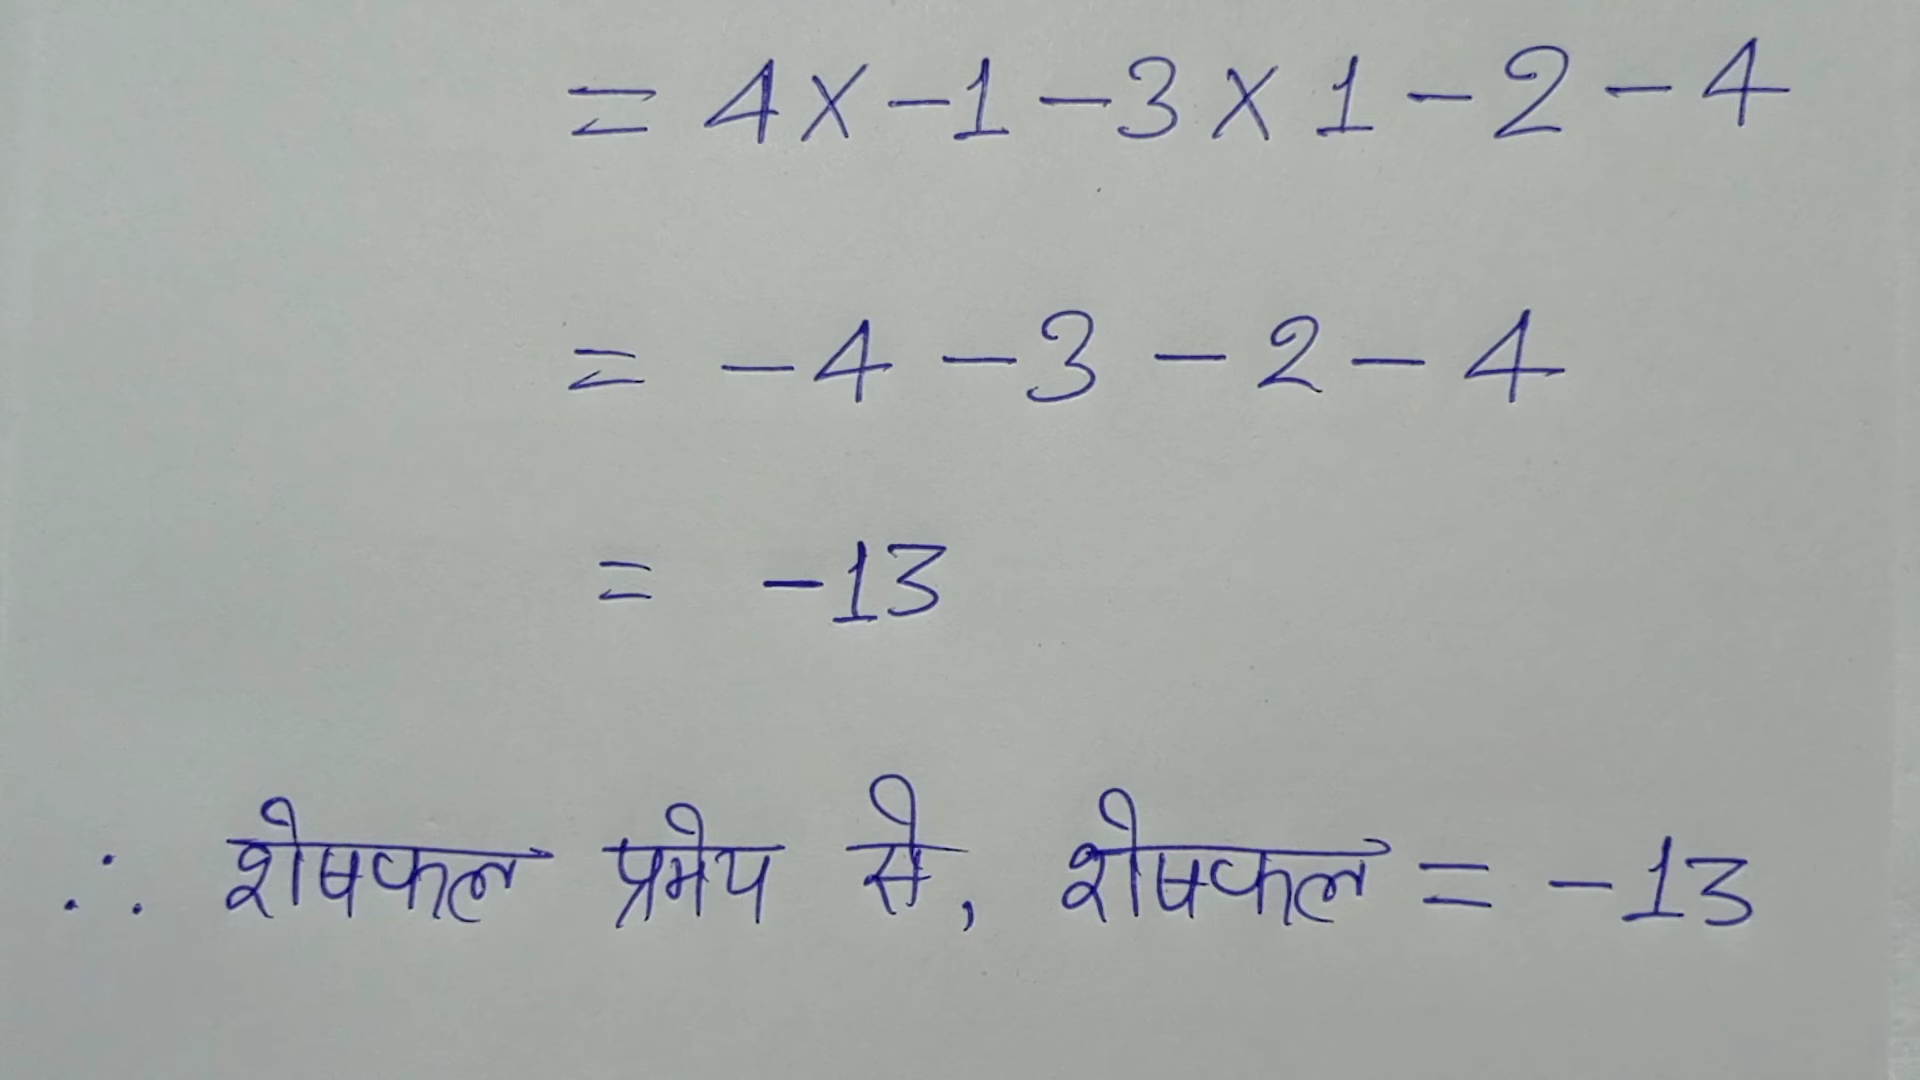 = 4 × -1 - 3 × 1 - 2 - 4
= -4 - 3 - 2 - 4
= -13
∴ शेषफल प्रमेय से, शेषफल = -13